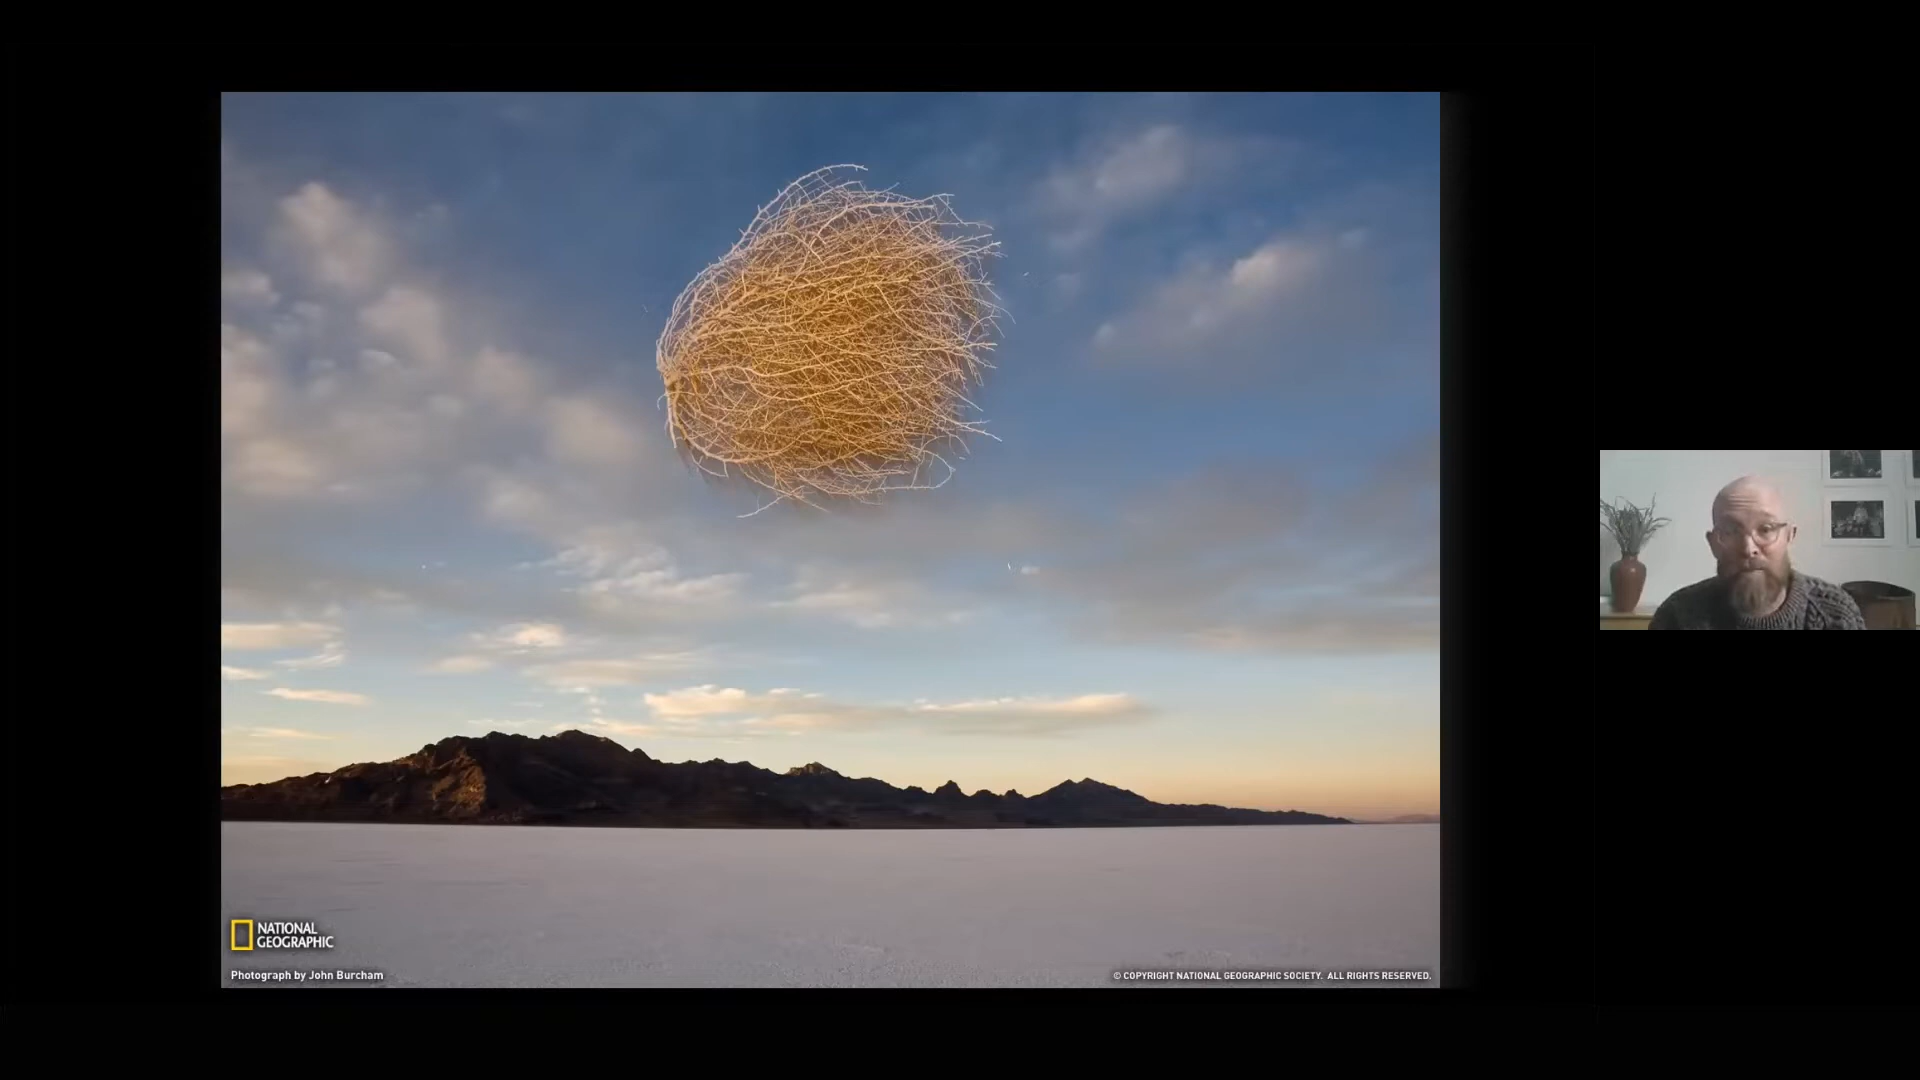 NATIONAL
GEOGRAPHIC
Photograph by John Burcham
© COPYRIGHT NATIONAL GEOGRAPHIC SOCIETY. ALL RIGHTS RESERVED.